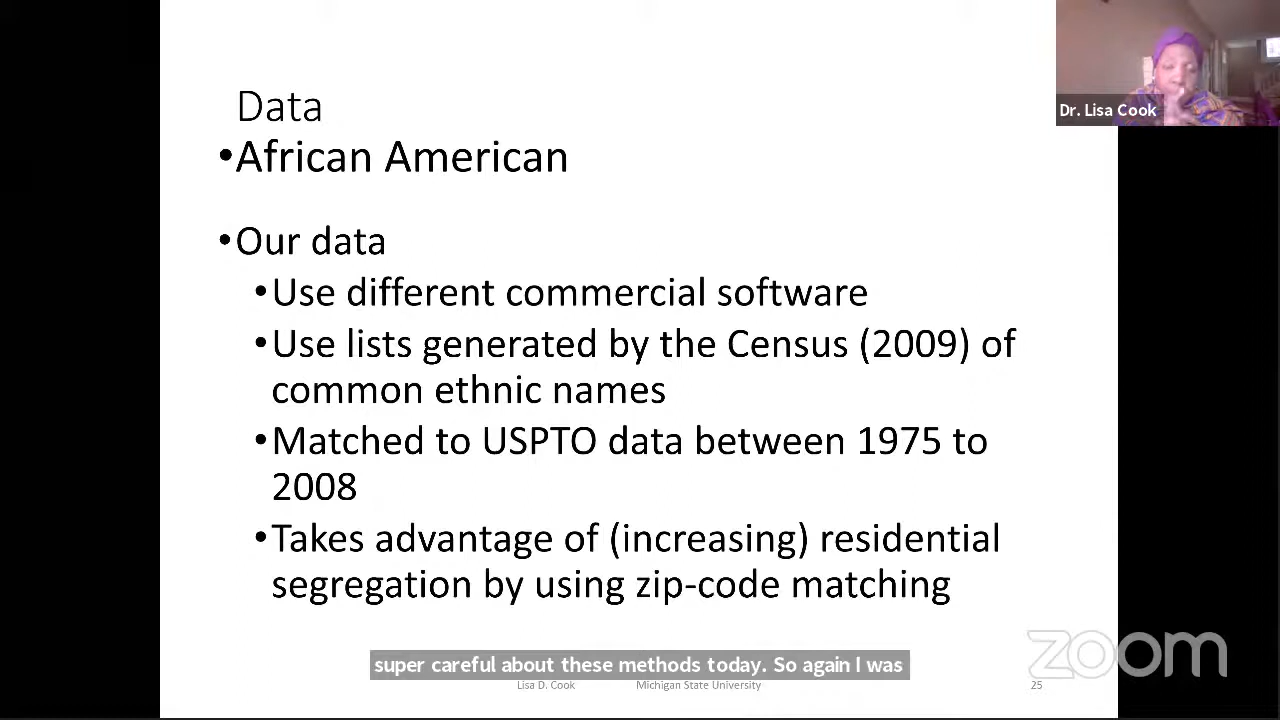 Dr. Lisa Cook
Data
•African American
•Our data
•Use different commercial software
•Use lists generated by the Census (2009) of
common ethnic names
•Matched to USPTO data between 1975 to
2008
•Takes advantage of (increasing) residential
segregation by using zip-code matching
super careful about these methods today. So again I was
Lisa D. Cook Michigan State University 25
zoom